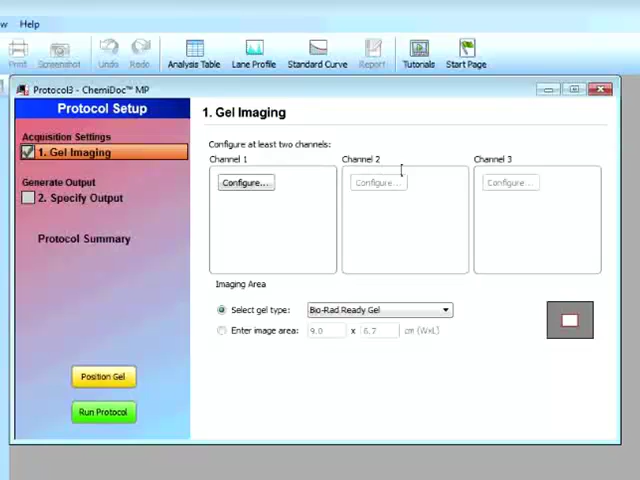 w Help
Print Screenshot Undo Redo Analysis Table Lane Profile Standard Curve Report Tutorials Start Page
Protocol3 - ChemiDoc™ MP
Protocol Setup
Acquisition Settings
1. Gel Imaging
Generate Output
2. Specify Output
Protocol Summary
Position Gel
Run Protocol
1. Gel Imaging
Configure at least two channels:
Channel 1 Channel 2 Channel 3
Configure... Configure... Configure...
Imaging Area
Select gel type: Bio-Rad Ready Gel
Enter image area: 9.0 x 6.7 cm (WxL)